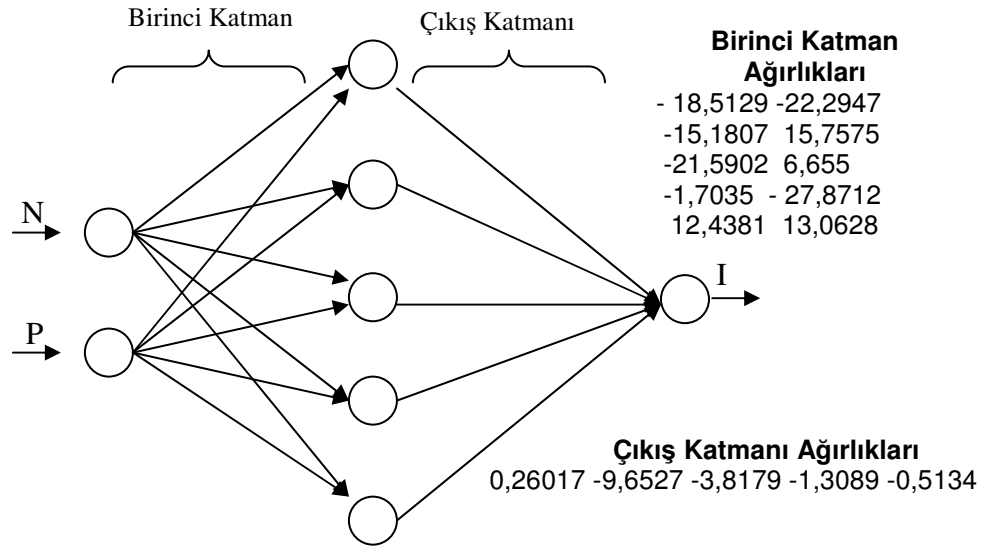 Birinci Katman
Çıkış Katmanı
Birinci Katman
Ağırlıkları
- 18,5129 -22,2947
-15,1807 15,7575
-21,5902 6,655
-1,7035 - 27,8712
12,4381 13,0628
N
P
I
Çıkış Katmanı Ağırlıkları
0,26017 -9,6527 -3,8179 -1,3089 -0,5134